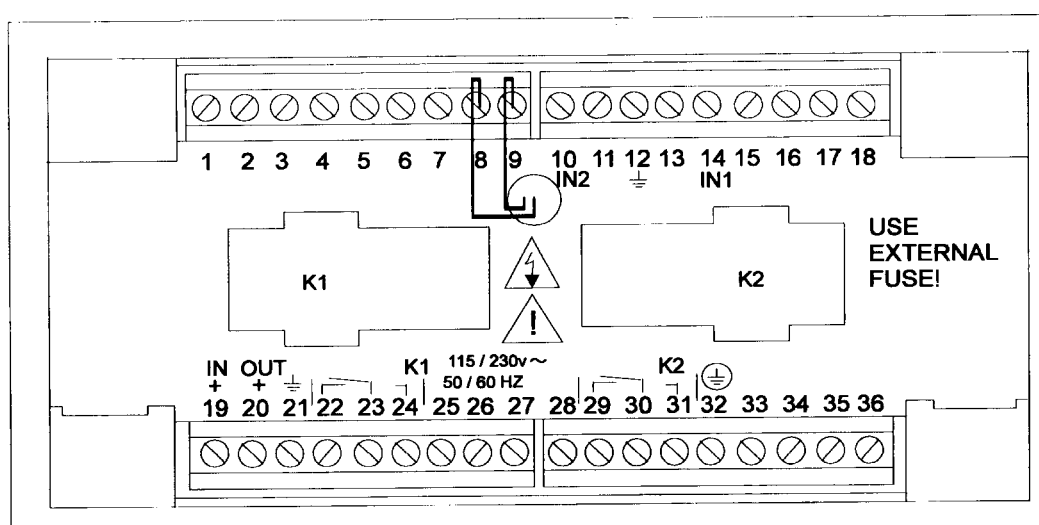 1 2 3 4 5 6 7 8 9 10 11 12 13 14 15 16 17 18
IN2 IN1
USE
EXTERNAL
FUSE!
K1 K2
!
IN OUT K1 115 / 230v ~ K2
+ + 50 / 60 HZ
19 20 21 22 23 24 25 26 27 28 29 30 31 32 33 34 35 36